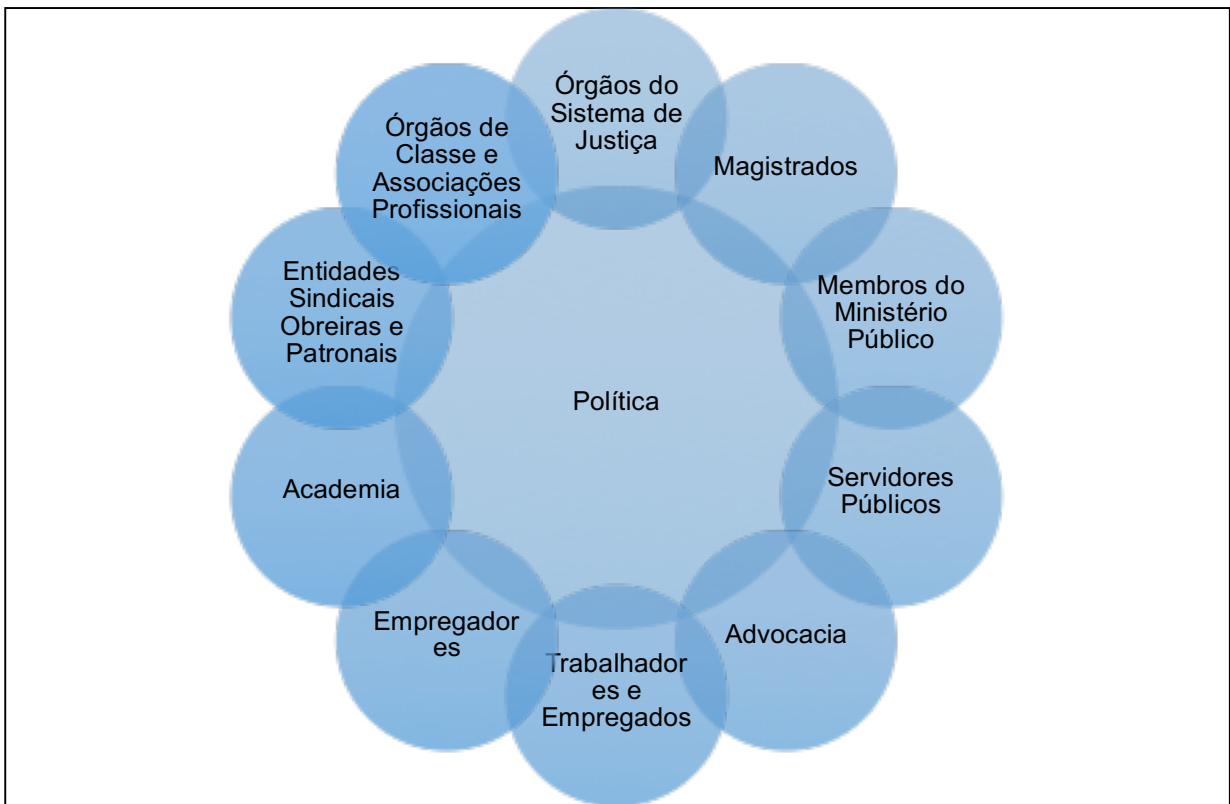 Órgãos do
Sistema de
Justiça
Magistrados
Membros do
Ministério
Público
Servidores
Públicos
Advocacia
Trabalhador
es e
Empregados
Empregador
es
Academia
Entidades
Sindicais
Obreiras e
Patronais
Órgãos de
Classe e
Associações
Profissionais
Política